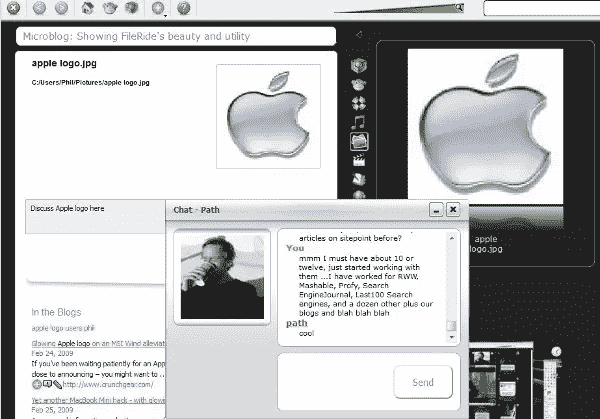 Microblog: Showing FileRide's beauty and utility
apple logo.jpg
C:/Users/Phil/Pictures/apple logo.jpg
Discuss Apple logo here
apple
logo.jpg
Chat - Path
articles on sitepoint before?
You
mmm I must have about 10 or
twelve, just started working with
them ...I have worked for RWW,
Mashable, Profy, Search
EngineJournal, Last100 Search
engines, and a dozen other plus our
blogs and blah blah blah
path
cool
Send
In the Blogs
apple logo users phil
Glowing Apple logo on an MSI Wind alleviat
Feb 24, 2009
If you've been waiting patiently for an App
close to announcing – you might want to ..
http://www.crunchgear.com/
Yet another MacBook Mini hack - with glowin
Feb 25, 2009